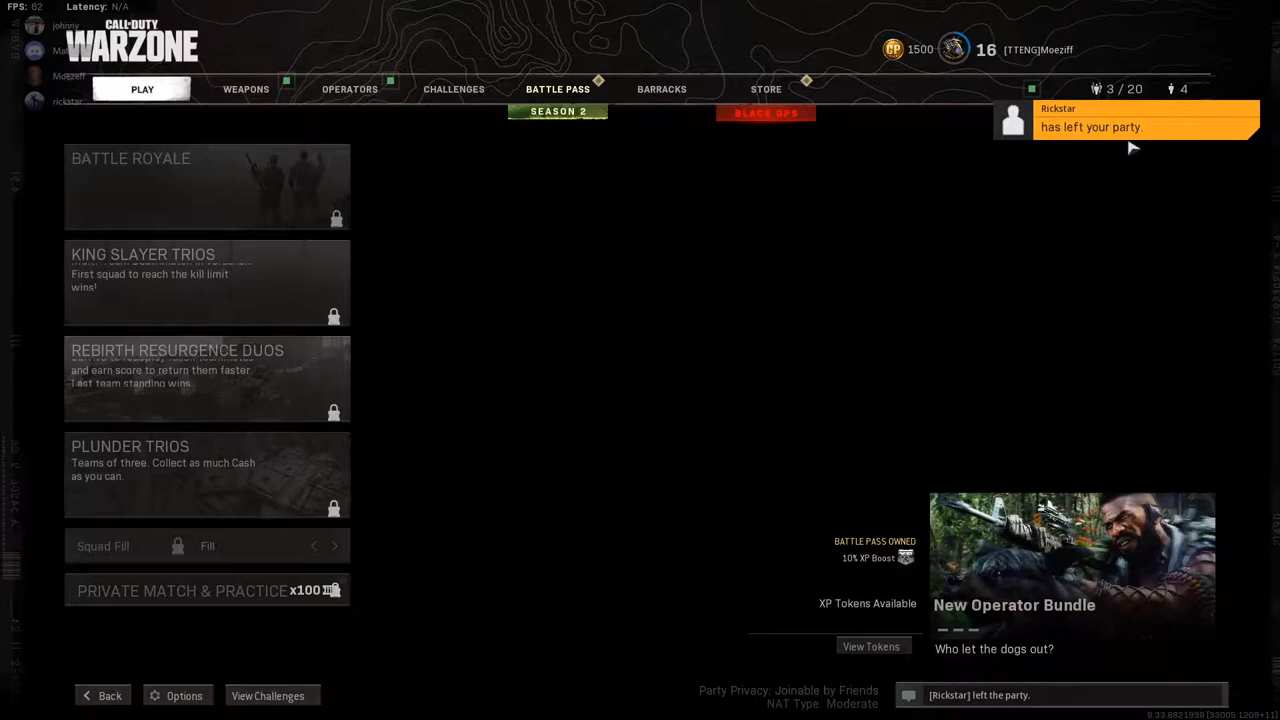 FPS: 62 Latency: N/A
johnny
Moeziff
rickstar
CALL OF DUTY
WARZONE
CP 1500 16 [TTENG]Moeziff
PLAY WEAPONS OPERATORS CHALLENGES BATTLE PASS BARRACKS STORE 3 / 20 4
SEASON 2 BLACK OPS
Rickstar
has left your party.
BATTLE ROYALE
KING SLAYER TRIOS
First squad to reach the kill limit
wins!
REBIRTH RESURGENCE DUOS
and earn score to return them faster.
Last team standing wins.
PLUNDER TRIOS
Teams of three. Collect as much Cash
as you can.
Squad Fill Fill
PRIVATE MATCH & PRACTICE x100
BATTLE PASS OWNED
10% XP Boost
XP Tokens Available
View Tokens
New Operator Bundle
Who let the dogs out?
Back Options View Challenges
Party Privacy: Joinable by Friends
NAT Type: Moderate
[Rickstar] left the party.